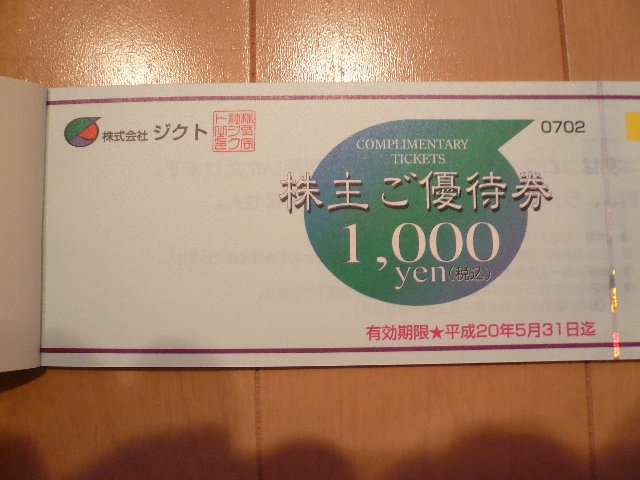 株式会社 ジクト
0702
COMPLIMENTARY
TICKETS
株主ご優待券
1,000
yen(税込)
有効期限★平成20年5月31日迄